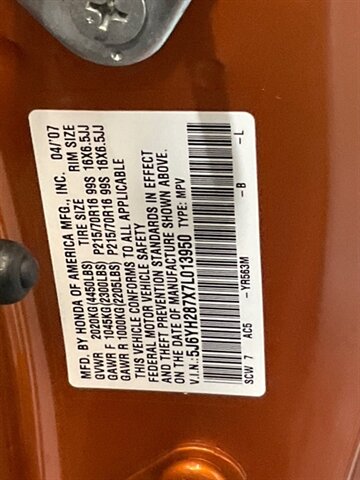 MFD. BY HONDA OF AMERICA MFG., INC. 04/'07
TIRE SIZE RIM SIZE
GVWR 2020KG(4450LBS)
GAWR F 1045KG(2300LBS) P215/70R16 99S 16X6.5JJ
GAWR R 1000KG(2205LBS) P215/70R16 99S 16X6.5JJ
THIS VEHICLE CONFORMS TO ALL APPLICABLE
FEDERAL MOTOR VEHICLE SAFETY
AND THEFT PREVENTION STANDARDS IN EFFECT
ON THE DATE OF MANUFACTURE SHOWN ABOVE.
V.I.N.: 5J6YH287X7L013950 TYPE: MPV
SCW 7 AC5 - YR563M - B - L